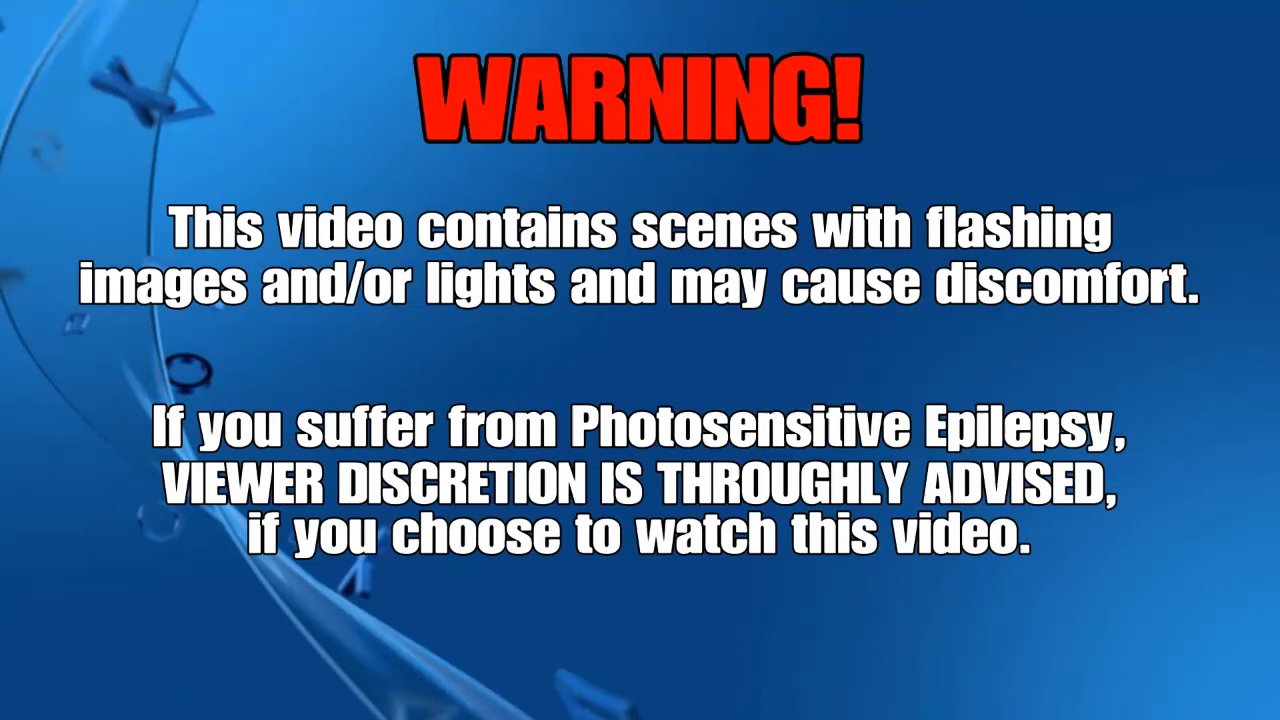 WARNING!
This video contains scenes with flashing
images and/or lights and may cause discomfort.
If you suffer from Photosensitive Epilepsy,
VIEWER DISCRETION IS THROUGHLY ADVISED,
if you choose to watch this video.